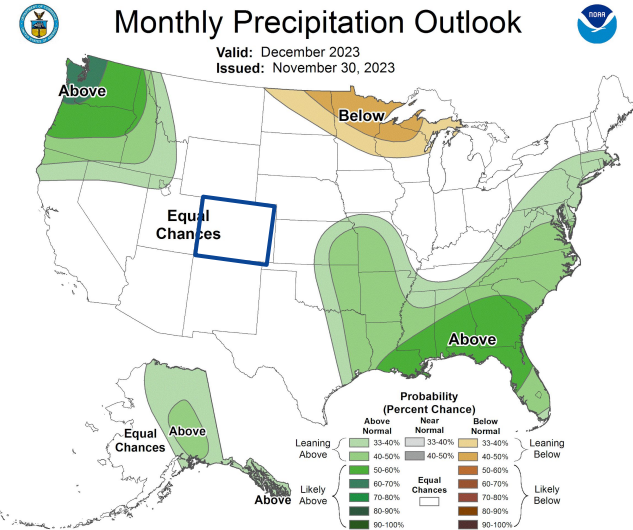 Monthly Precipitation Outlook
NOAA
Valid: December 2023
Issued: November 30, 2023
Above
Below
Equal
Chances
Above
Equal
Chances
Above
Above
Probability
(Percent Chance)
Above Normal
Near Normal
Below Normal
Leaning Above
33-40%
33-40%
33-40%
Leaning Below
40-50%
40-50%
40-50%
Likely Above
50-60%
60-70%
70-80%
80-90%
90-100%
Equal Chances
50-60%
60-70%
70-80%
80-90%
90-100%
Likely Below